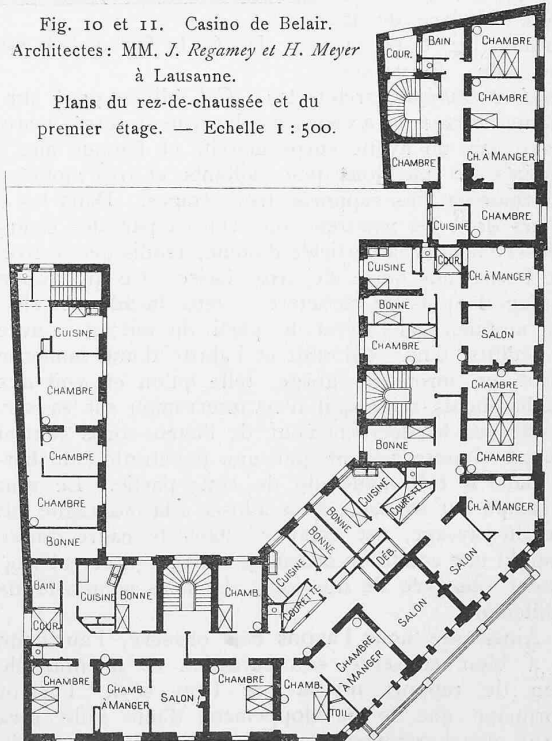 Fig. 10 et 11. Casino de Belair.
Architectes: MM. J. Regamey et H. Meyer
à Lausanne.
Plans du rez-de-chaussée et du
premier étage. — Echelle 1 : 500.
COUR.
BAIN
CHAMBRE
CHAMBRE
CHAMBRE
CH. À MANGER
CUISINE
CHAMBRE
CUISINE
COUR.
CH. À MANGER
BONNE
CHAMBRE
SALON
CHAMBRE
BONNE
CH. À MANGER
CUISINE
COURETTE
BONNE
BONNE
CUISINE
COURETTE
DÉB.
SALON
SALON
CUISINE
CHAMBRE
CHAMBRE
CHAMBRE
BONNE
BAIN
CUISINE
BONNE
COUR
CHAMB.
CHAMBRE
CHAMB.
À MANGER
SALON
CHAMBRE
CHAMB.
TOIL.
CHAMBRE
À MANGER